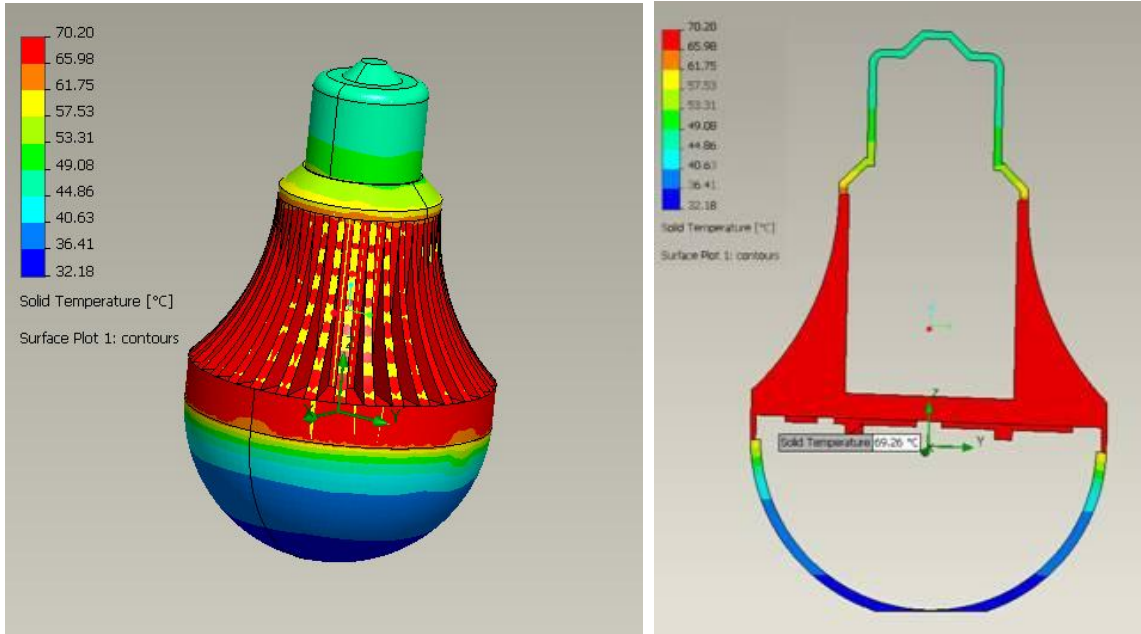 70.20
65.98
61.75
57.53
53.31
49.08
44.86
40.63
36.41
32.18
Solid Temperature [°C]
Surface Plot 1: contours
Z
X
Y
70.20
65.98
61.75
57.53
53.31
49.08
44.86
40.63
36.41
32.18
Solid Temperature [°C]
Surface Plot 1: contours
Z
Solid Temperature 69.26 °C
Y